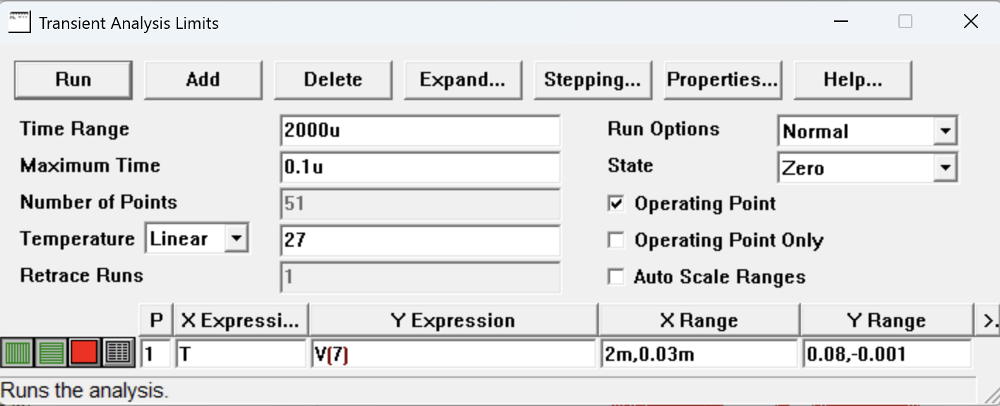 Transient Analysis Limits
Run Add Delete Expand... Stepping... Properties... Help...
Time Range 2000u Run Options Normal
Maximum Time 0.1u State Zero
Number of Points 51 Operating Point
Temperature Linear 27 Operating Point Only
Retrace Runs 1 Auto Scale Ranges
P X Expressi... Y Expression X Range Y Range >.
1 T V(7) 2m,0.03m 0.08,-0.001
Runs the analysis.